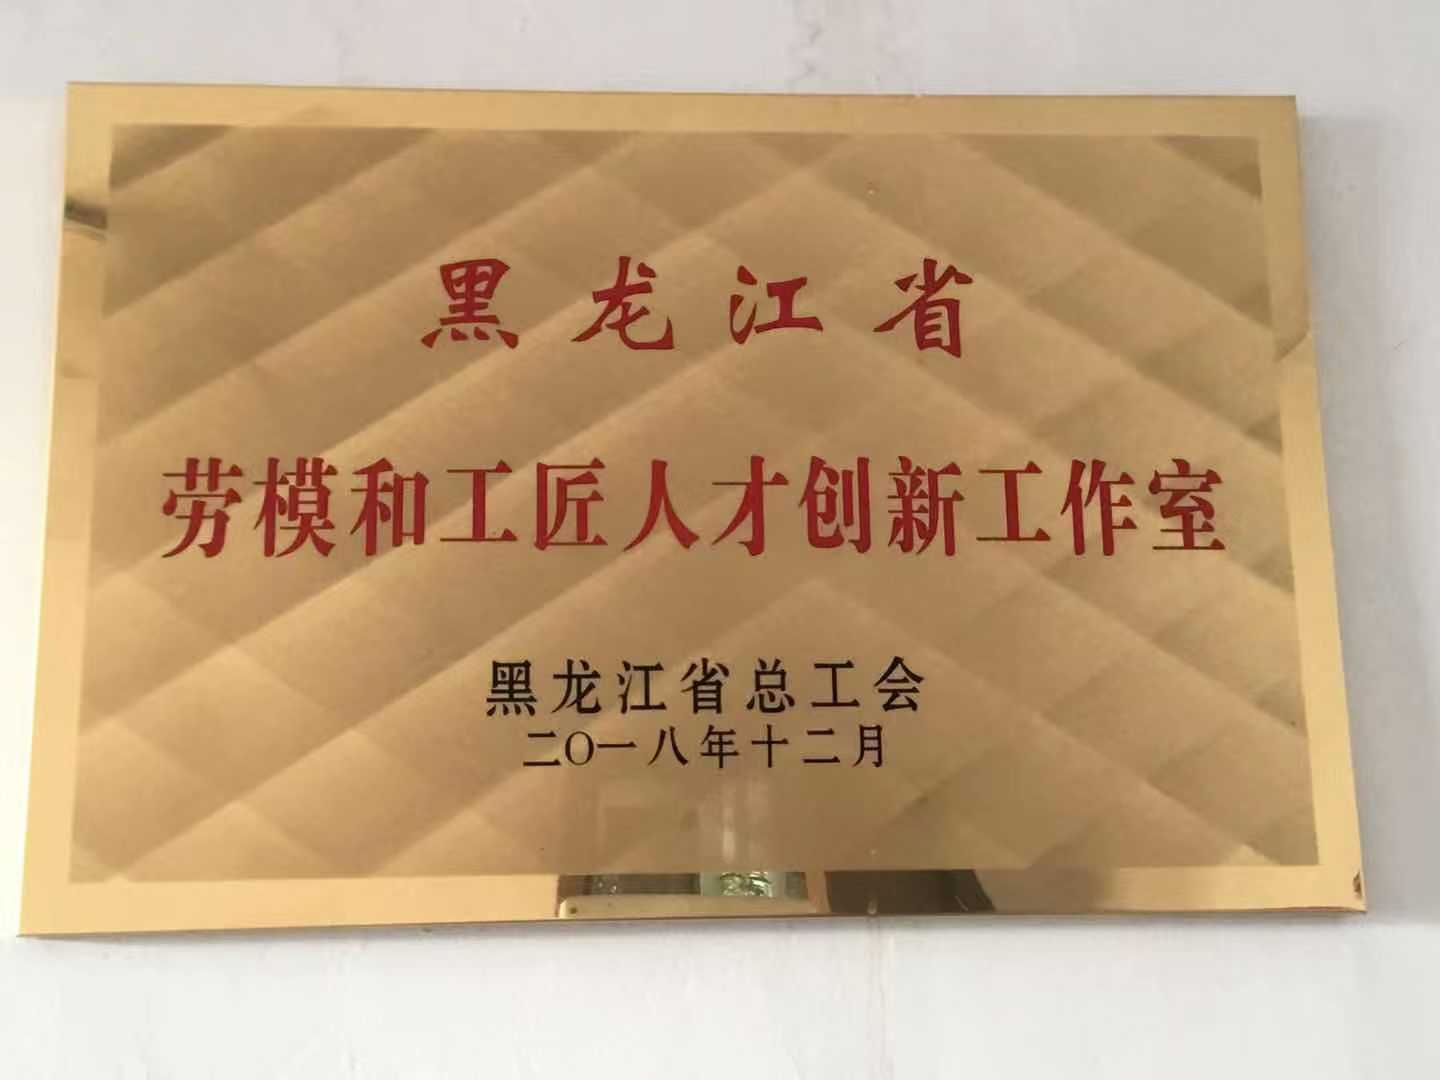 黑龙江省
劳模和工匠人才创新工作室
黑龙江省总工会
二〇一八年十二月